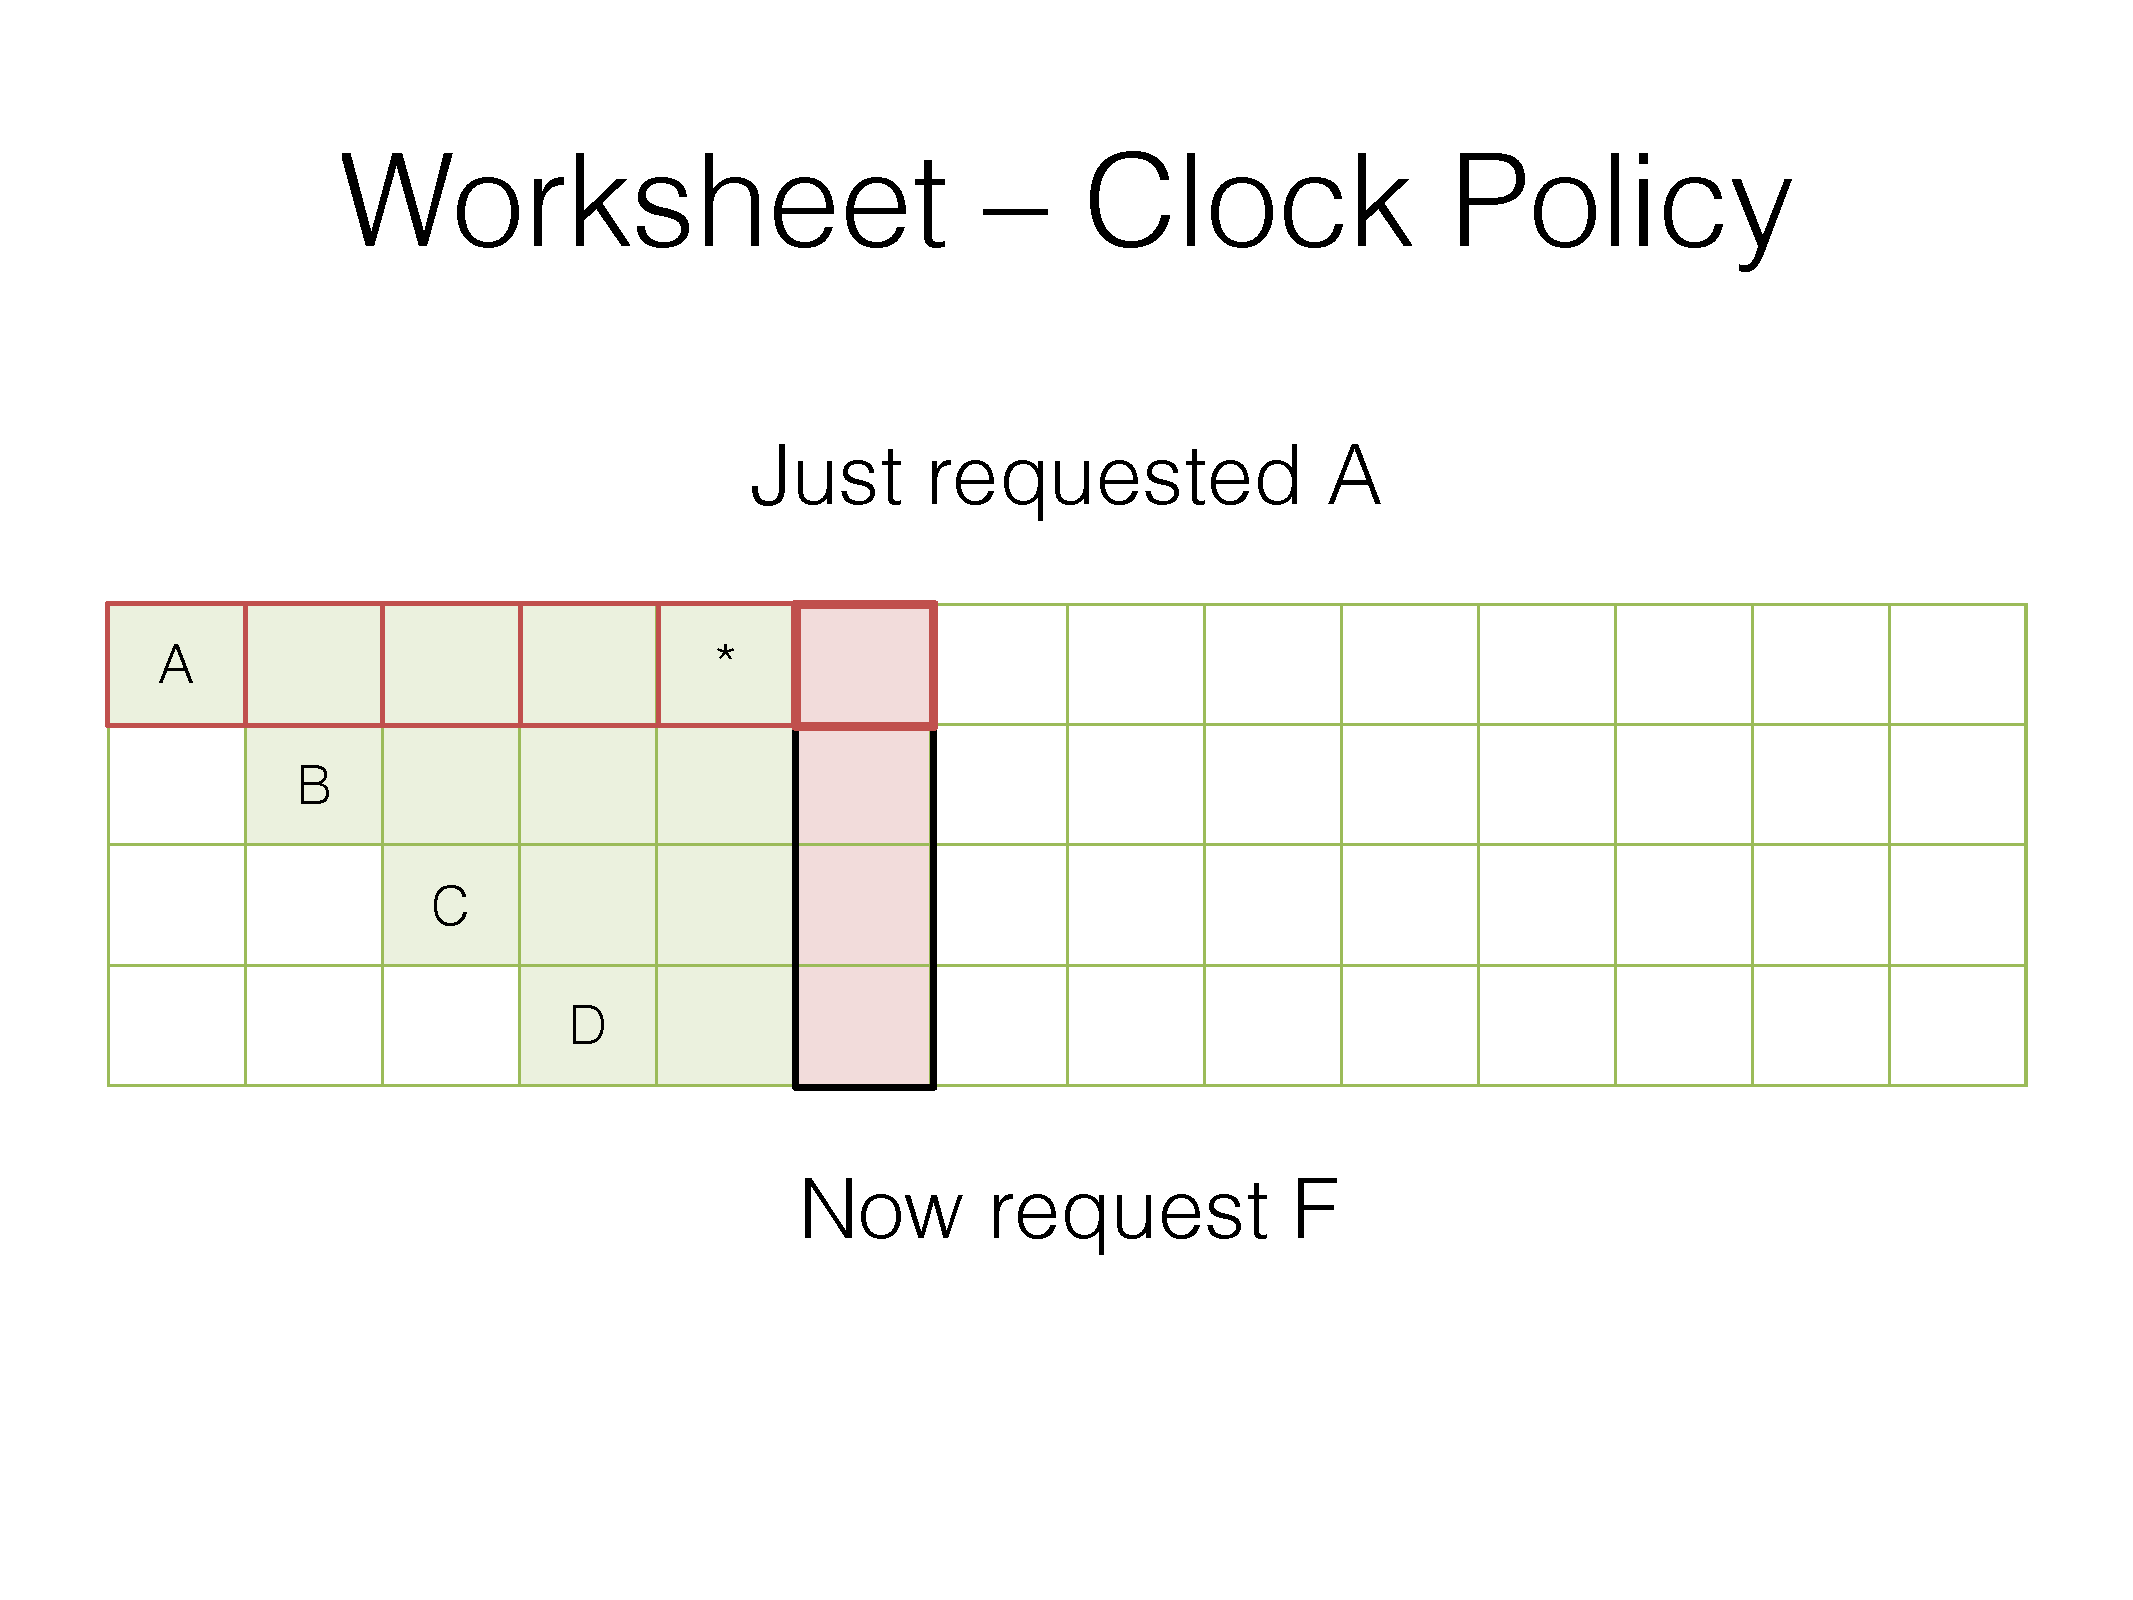 Worksheet – Clock Policy
Just requested A
A *
B
C
D
Now request F